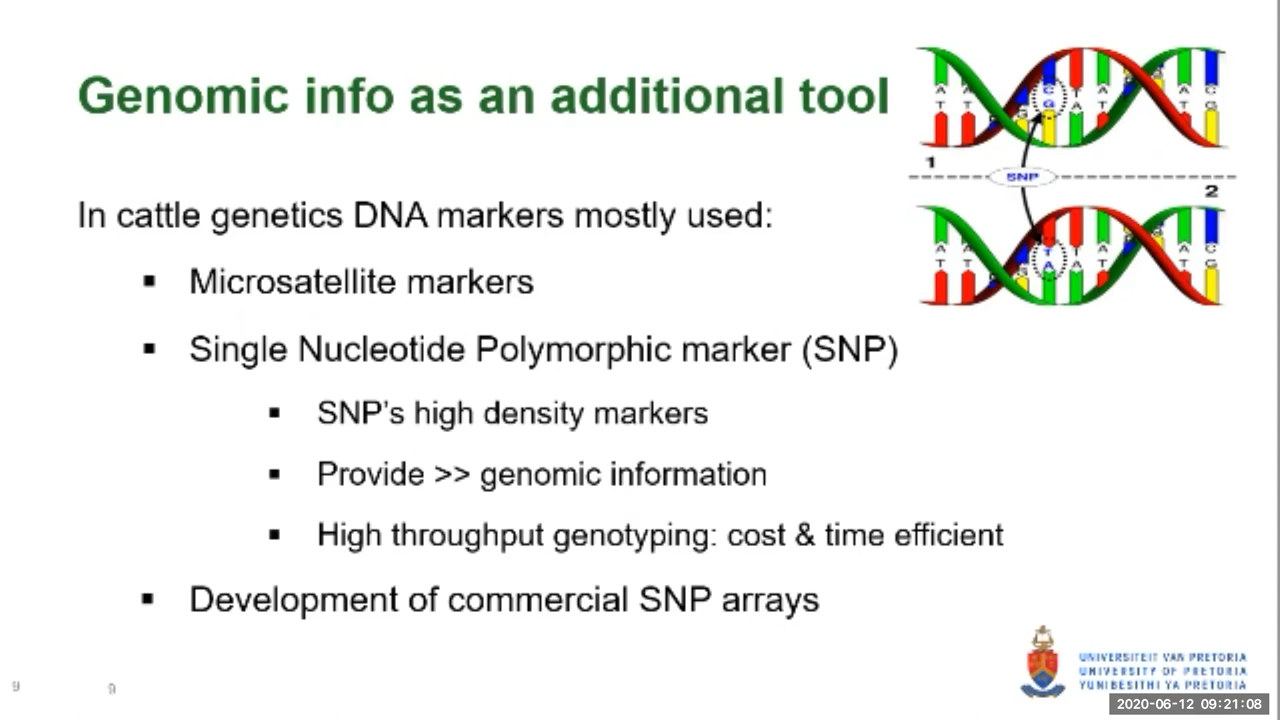 Genomic info as an additional tool
In cattle genetics DNA markers mostly used:
▪ Microsatellite markers
▪ Single Nucleotide Polymorphic marker (SNP)
▪ SNP’s high density markers
▪ Provide >> genomic information
▪ High throughput genotyping: cost & time efficient
▪ Development of commercial SNP arrays
1
SNP
2
UNIVERSITEIT VAN PRETORIA
UNIVERSITY OF PRETORIA
YUNIBESITHI YA PRETORIA
9
9
2020-06-12 09:21:08